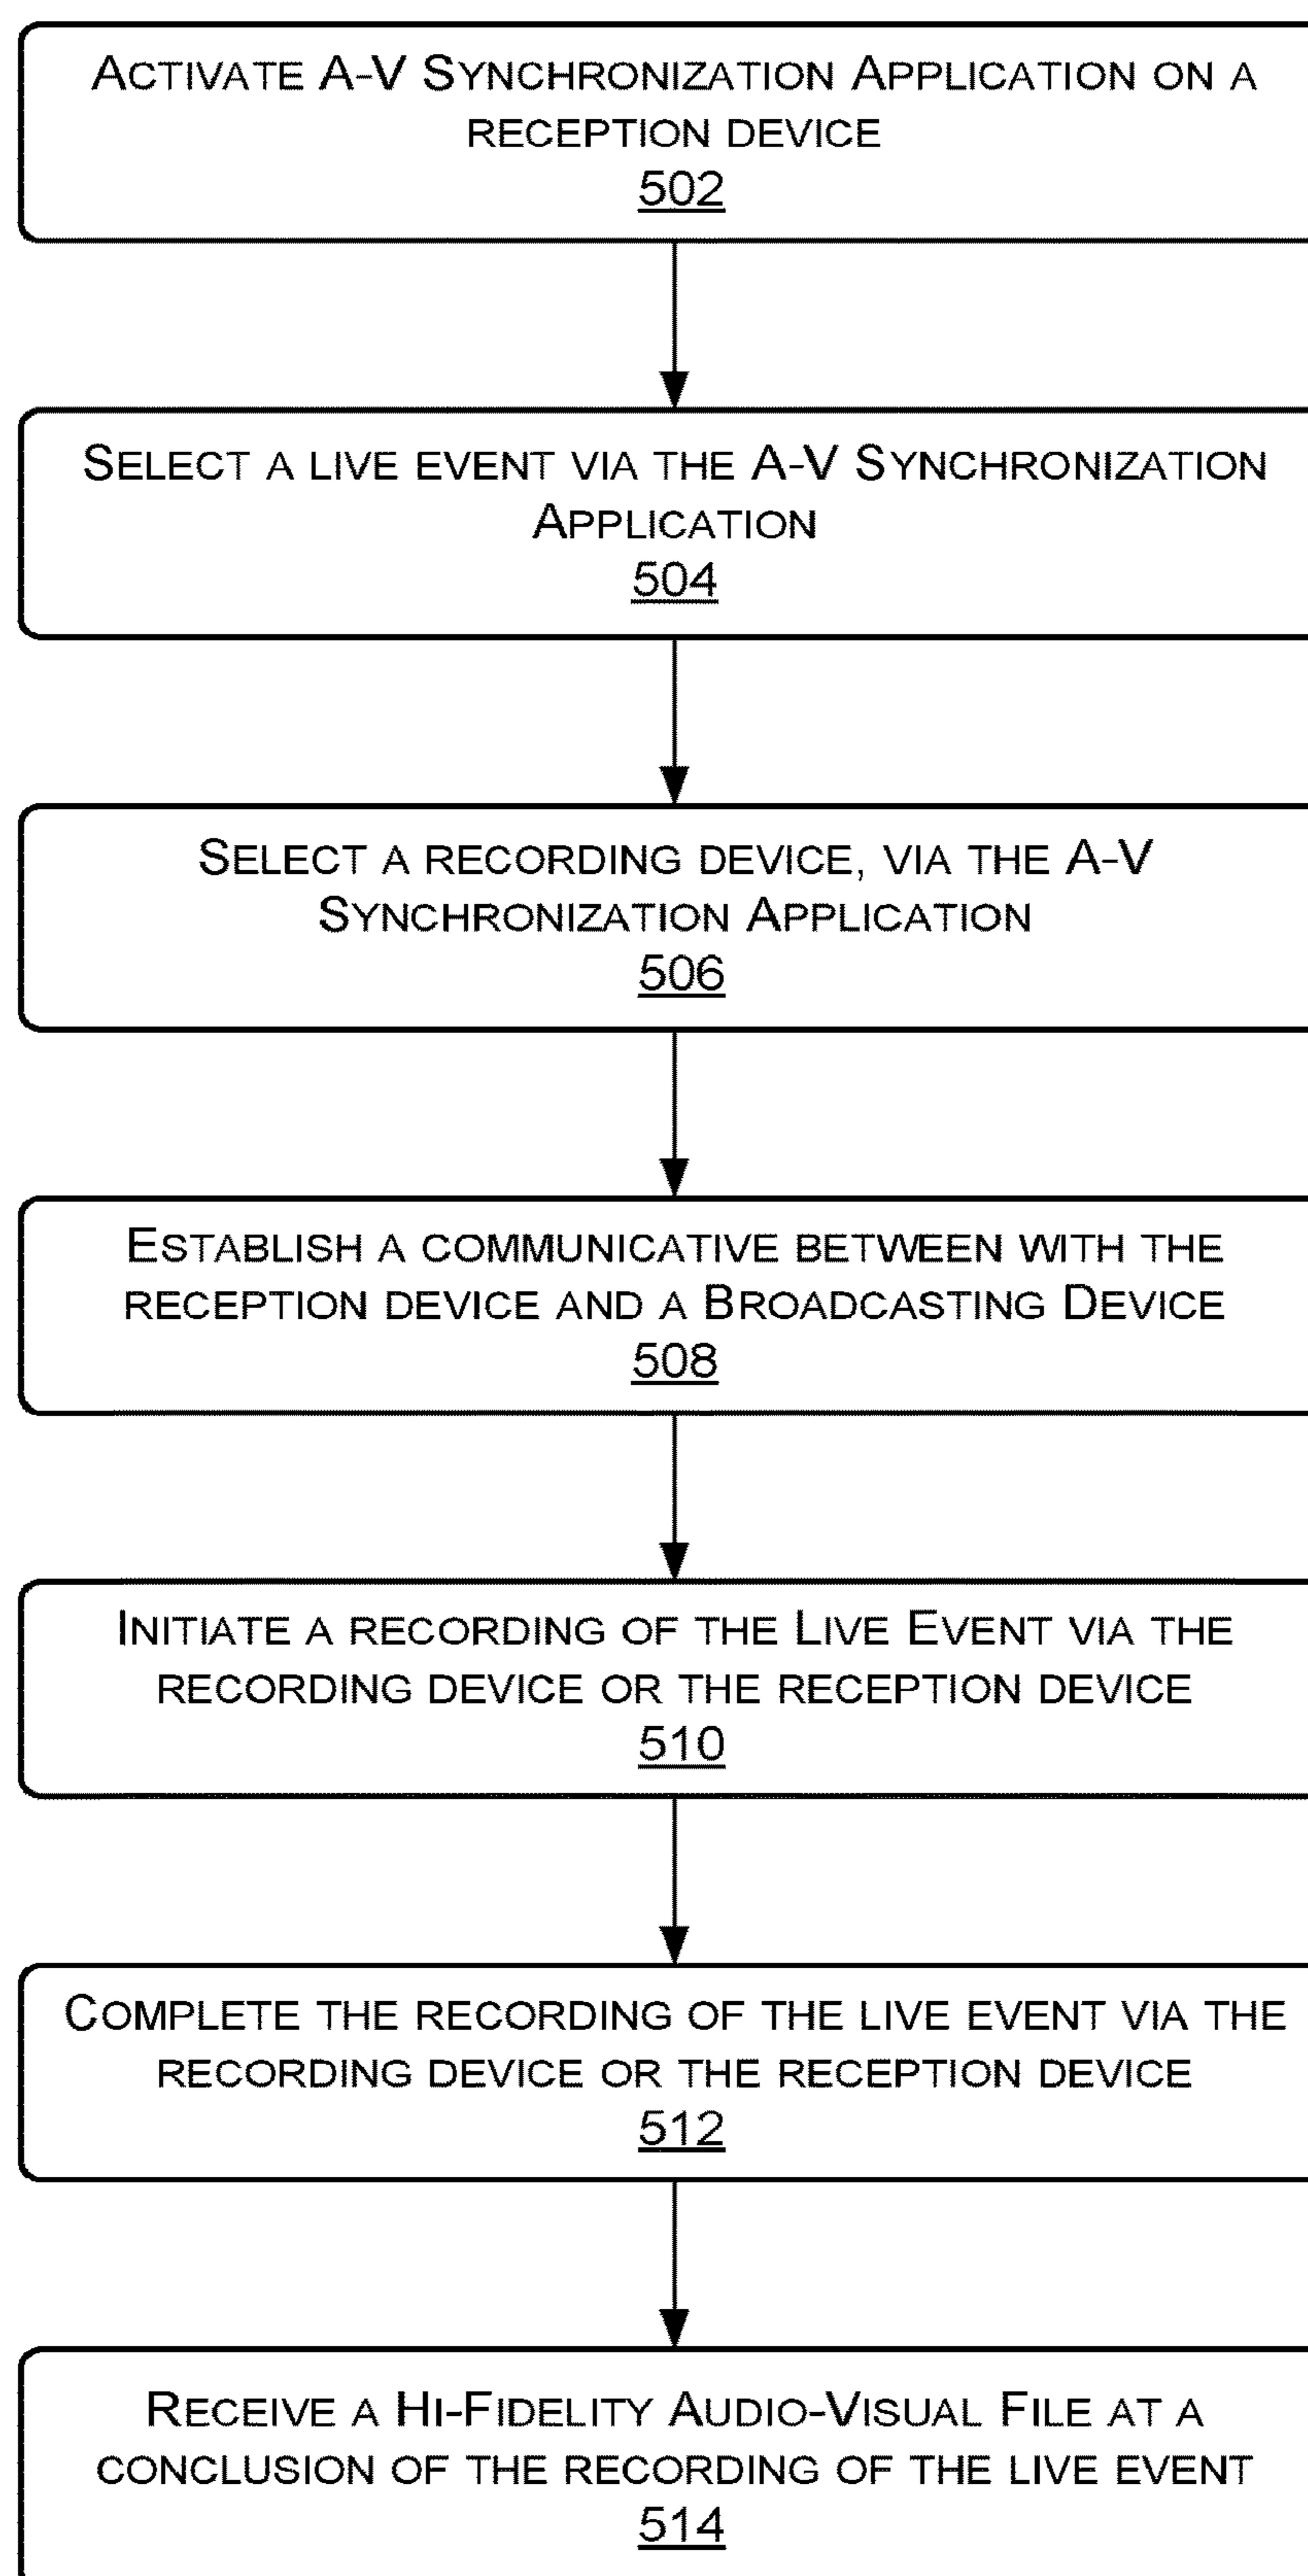 ACTIVATE A-V SYNCHRONIZATION APPLICATION ON A
RECEPTION DEVICE
502
SELECT A LIVE EVENT VIA THE A-V SYNCHRONIZATION
APPLICATION
504
SELECT A RECORDING DEVICE, VIA THE A-V
SYNCHRONIZATION APPLICATION
506
ESTABLISH A COMMUNICATIVE BETWEEN WITH THE
RECEPTION DEVICE AND A BROADCASTING DEVICE
508
INITIATE A RECORDING OF THE LIVE EVENT VIA THE
RECORDING DEVICE OR THE RECEPTION DEVICE
510
COMPLETE THE RECORDING OF THE LIVE EVENT VIA THE
RECORDING DEVICE OR THE RECEPTION DEVICE
512
RECEIVE A HI-FIDELITY AUDIO-VISUAL FILE AT A
CONCLUSION OF THE RECORDING OF THE LIVE EVENT
514